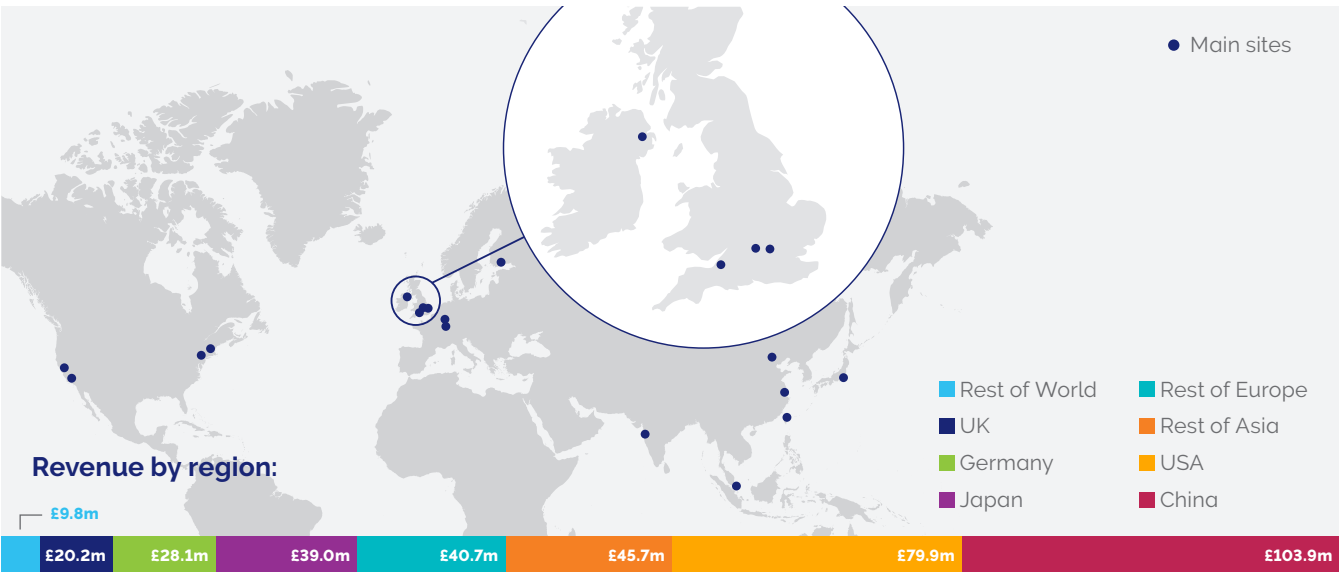 Main sites
Rest of World
Rest of Europe
UK
Rest of Asia
Germany
USA
Japan
China
Revenue by region:
£9.8m
£20.2m
£28.1m
£39.0m
£40.7m
£45.7m
£79.9m
£103.9m